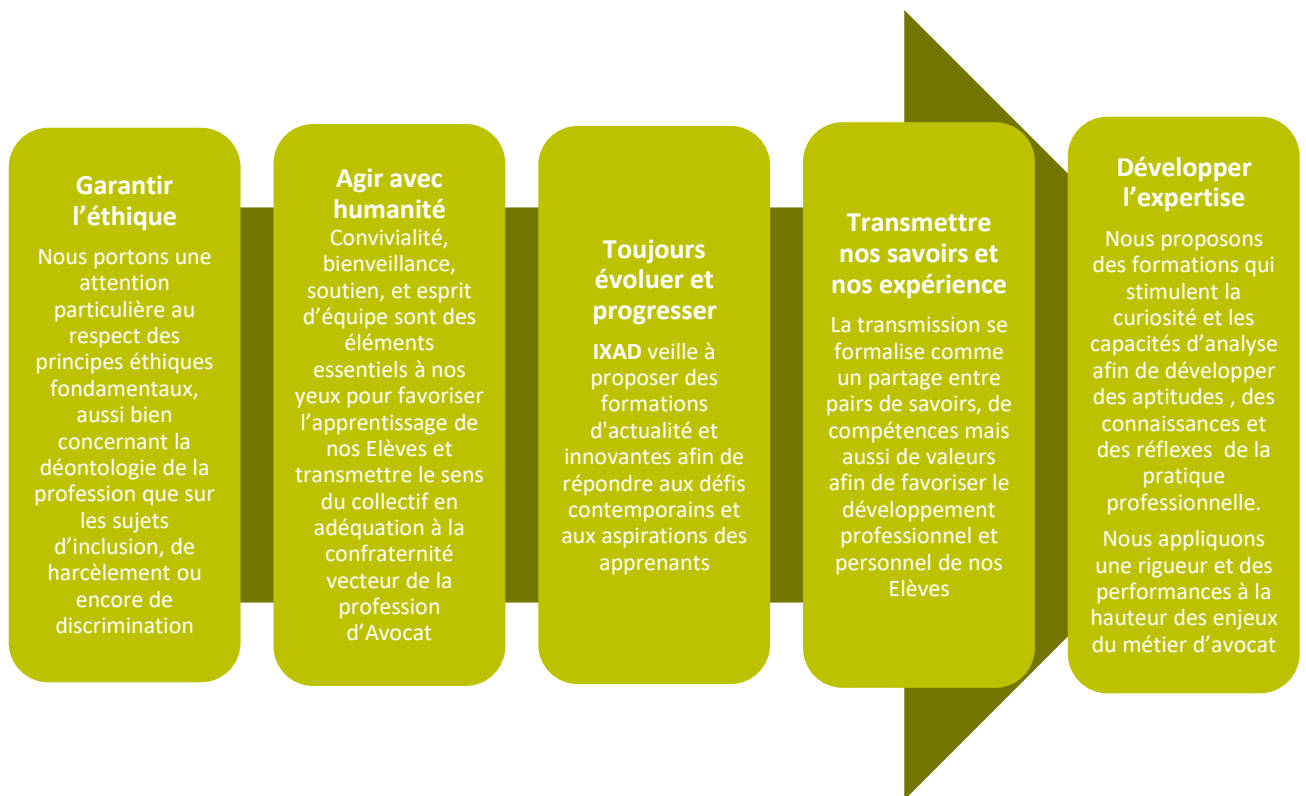 Garantir
l’éthique
Nous portons une
attention
particulière au
respect des
principes éthiques
fondamentaux,
aussi bien
concernant la
déontologie de la
profession que sur
les sujets
d’inclusion, de
harcèlement ou
encore de
discrimination
Agir avec
humanité
Convivialité,
bienveillance,
soutien, et esprit
d’équipe sont des
éléments
essentiels à nos
yeux pour favoriser
l’apprentissage de
nos Elèves et
transmettre le sens
du collectif en
adéquation à la
confraternité
vecteur de la
profession
d’Avocat
Toujours
évoluer et
progresser
IXAD veille à
proposer des
formations
d'actualité et
innovantes afin de
répondre aux défis
contemporains et
aux aspirations des
apprenants
Transmettre
nos savoirs et
nos expérience
La transmission se
formalise comme
un partage entre
pairs de savoirs, de
compétences mais
aussi de valeurs
afin de favoriser le
développement
professionnel et
personnel de nos
Elèves
Développer
l’expertise
Nous proposons
des formations qui
stimulent la
curiosité et les
capacités d’analyse
afin de développer
des aptitudes , des
connaissances et
des réflexes  de la
pratique
professionnelle.
Nous appliquons
une rigueur et des
performances à la
hauteur des enjeux
du métier d’avocat